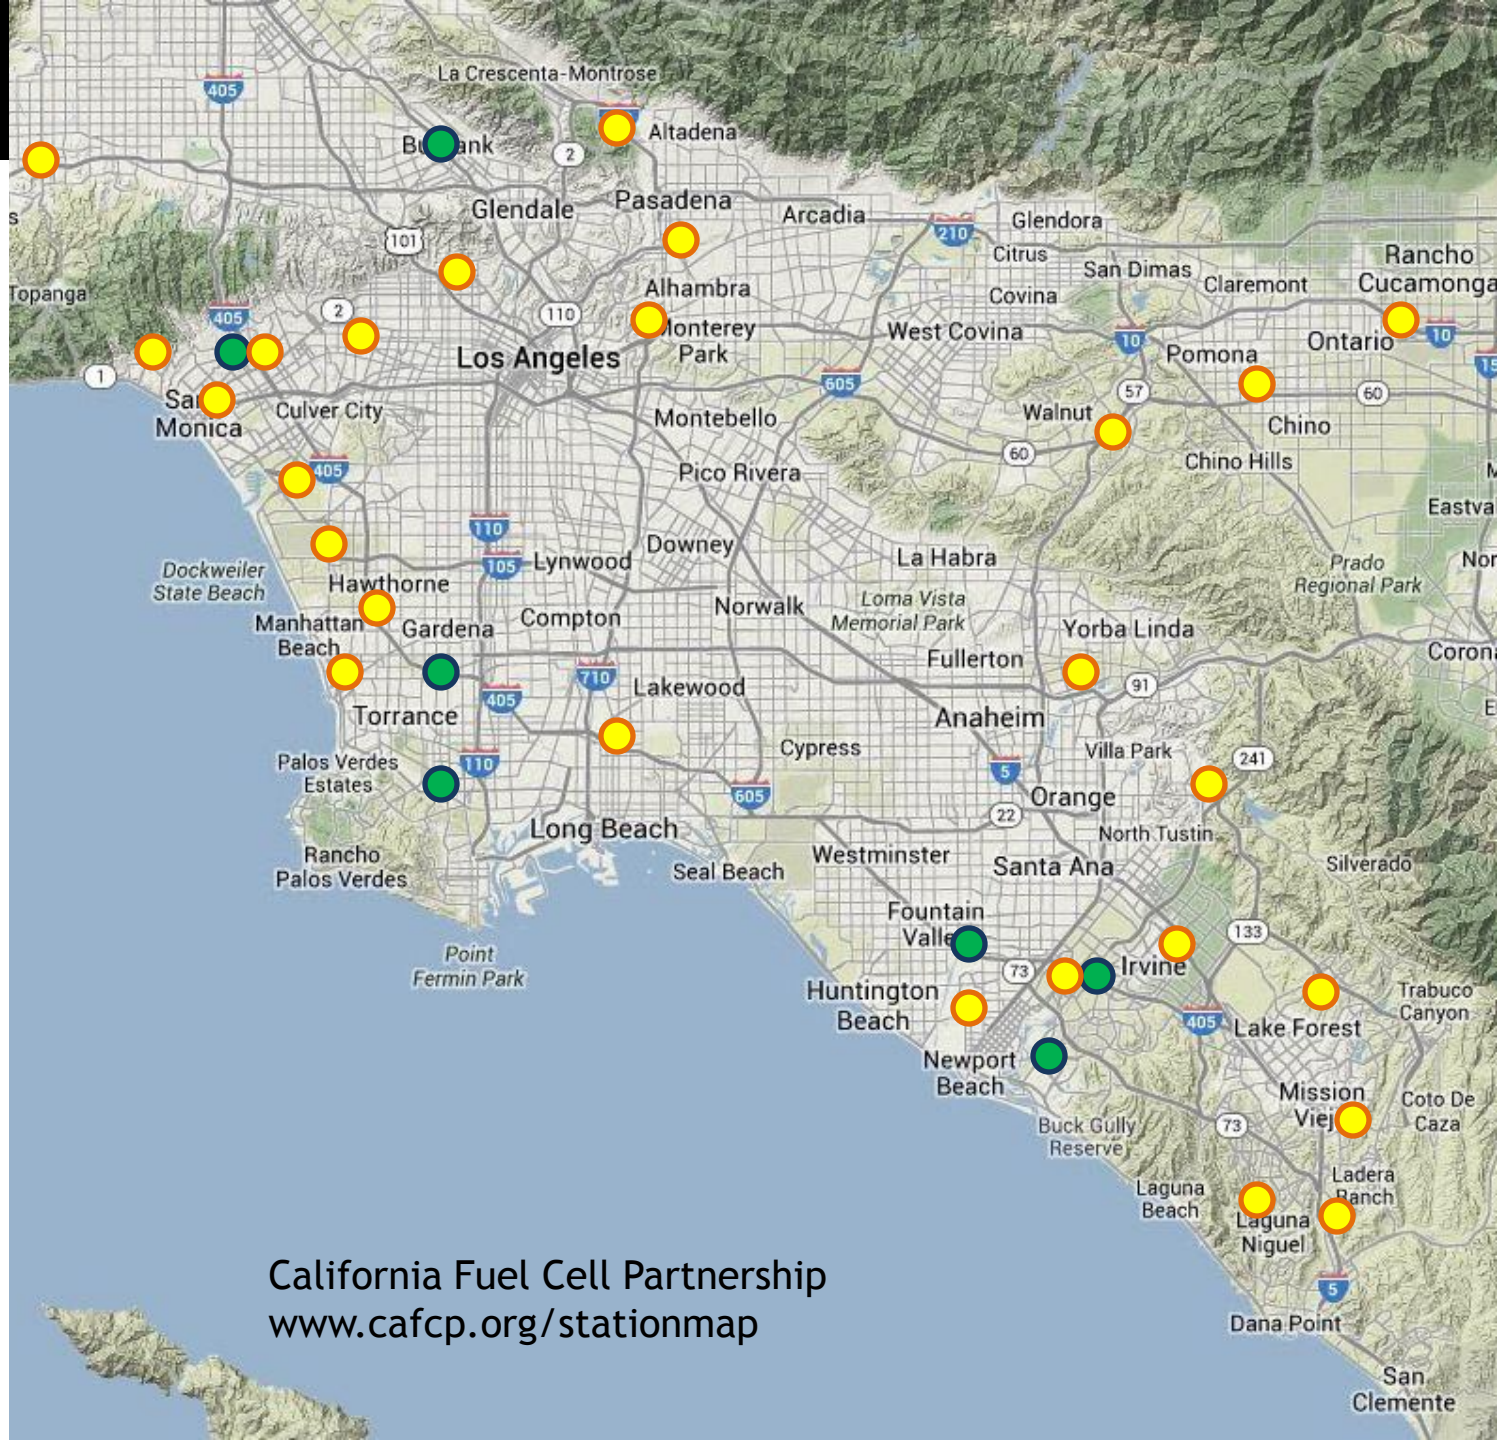 La Crescenta-Montrose
405
Altadena
2
Glendale
Pasadena
Arcadia
210
Glendora
101
Citrus
San Dimas
Rancho
Cucamonga
Claremont
Topanga
Alhambra
Covina
405
2
110
Monterey
Park
West Covina
10
Ontario
10
Los Angeles
Pomona
1
605
57
60
Culver City
Monica
Montebello
Walnut
Chino
60
Chino Hills
405
Pico Rivera
110
Downey
La Habra
105
Lynwood
Dockweiler
State Beach
Hawthorne
Prado
Regional Park
Compton
Norwalk
Loma Vista
Memorial Park
Manhattan
Beach
Gardena
Yorba Linda
Fullerton
710
Lakewood
91
405
Torrance
Anaheim
Cypress
Villa Park
Palos Verdes
Estates
110
5
241
605
Orange
22
Long Beach
North Tustin
Rancho
Palos Verdes
Seal Beach
Westminster
Santa Ana
Silverado
Fountain
Valley
133
Point
Fermin Park
73
Irvine
Huntington
Beach
Trabuco
Canyon
405
Lake Forest
Newport
Beach
Mission
Viejo
Coto De
Caza
Buck Gully
Reserve
73
Laguna
Beach
Ladera
Ranch
Laguna
Niguel
5
California Fuel Cell Partnership
www.cafcp.org/stationmap
Dana Point
San
Clemente